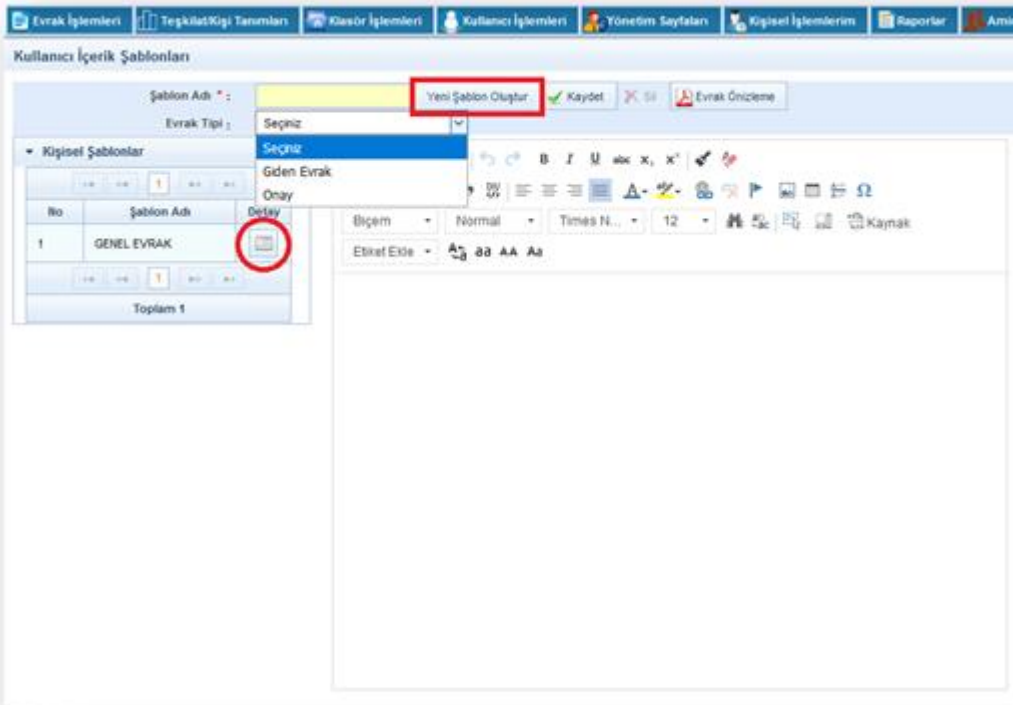 Evrak İşlemleri Teşkilat/Kişi Tanımları Klasör İşlemleri Kullanıcı İşlemleri Yönetim Sayfaları Kişisel İşlemlerim Raporlar Ami
Kullanıcı İçerik Şablonları
Şablon Adı * : Yeni Şablon Oluştur Kaydet Sil Evrak Önizleme
Evrak Tipi : Seçiniz
Seçiniz
Giden Evrak
Onay
Kişisel Şablonlar
B I U abc x, x'
1
No Şablon Adı Detay
Biçem Normal Times N... 12 Kaynak
1 GENEL EVRAK
Etiket Ekle aa AA Aa
1
Toplam 1